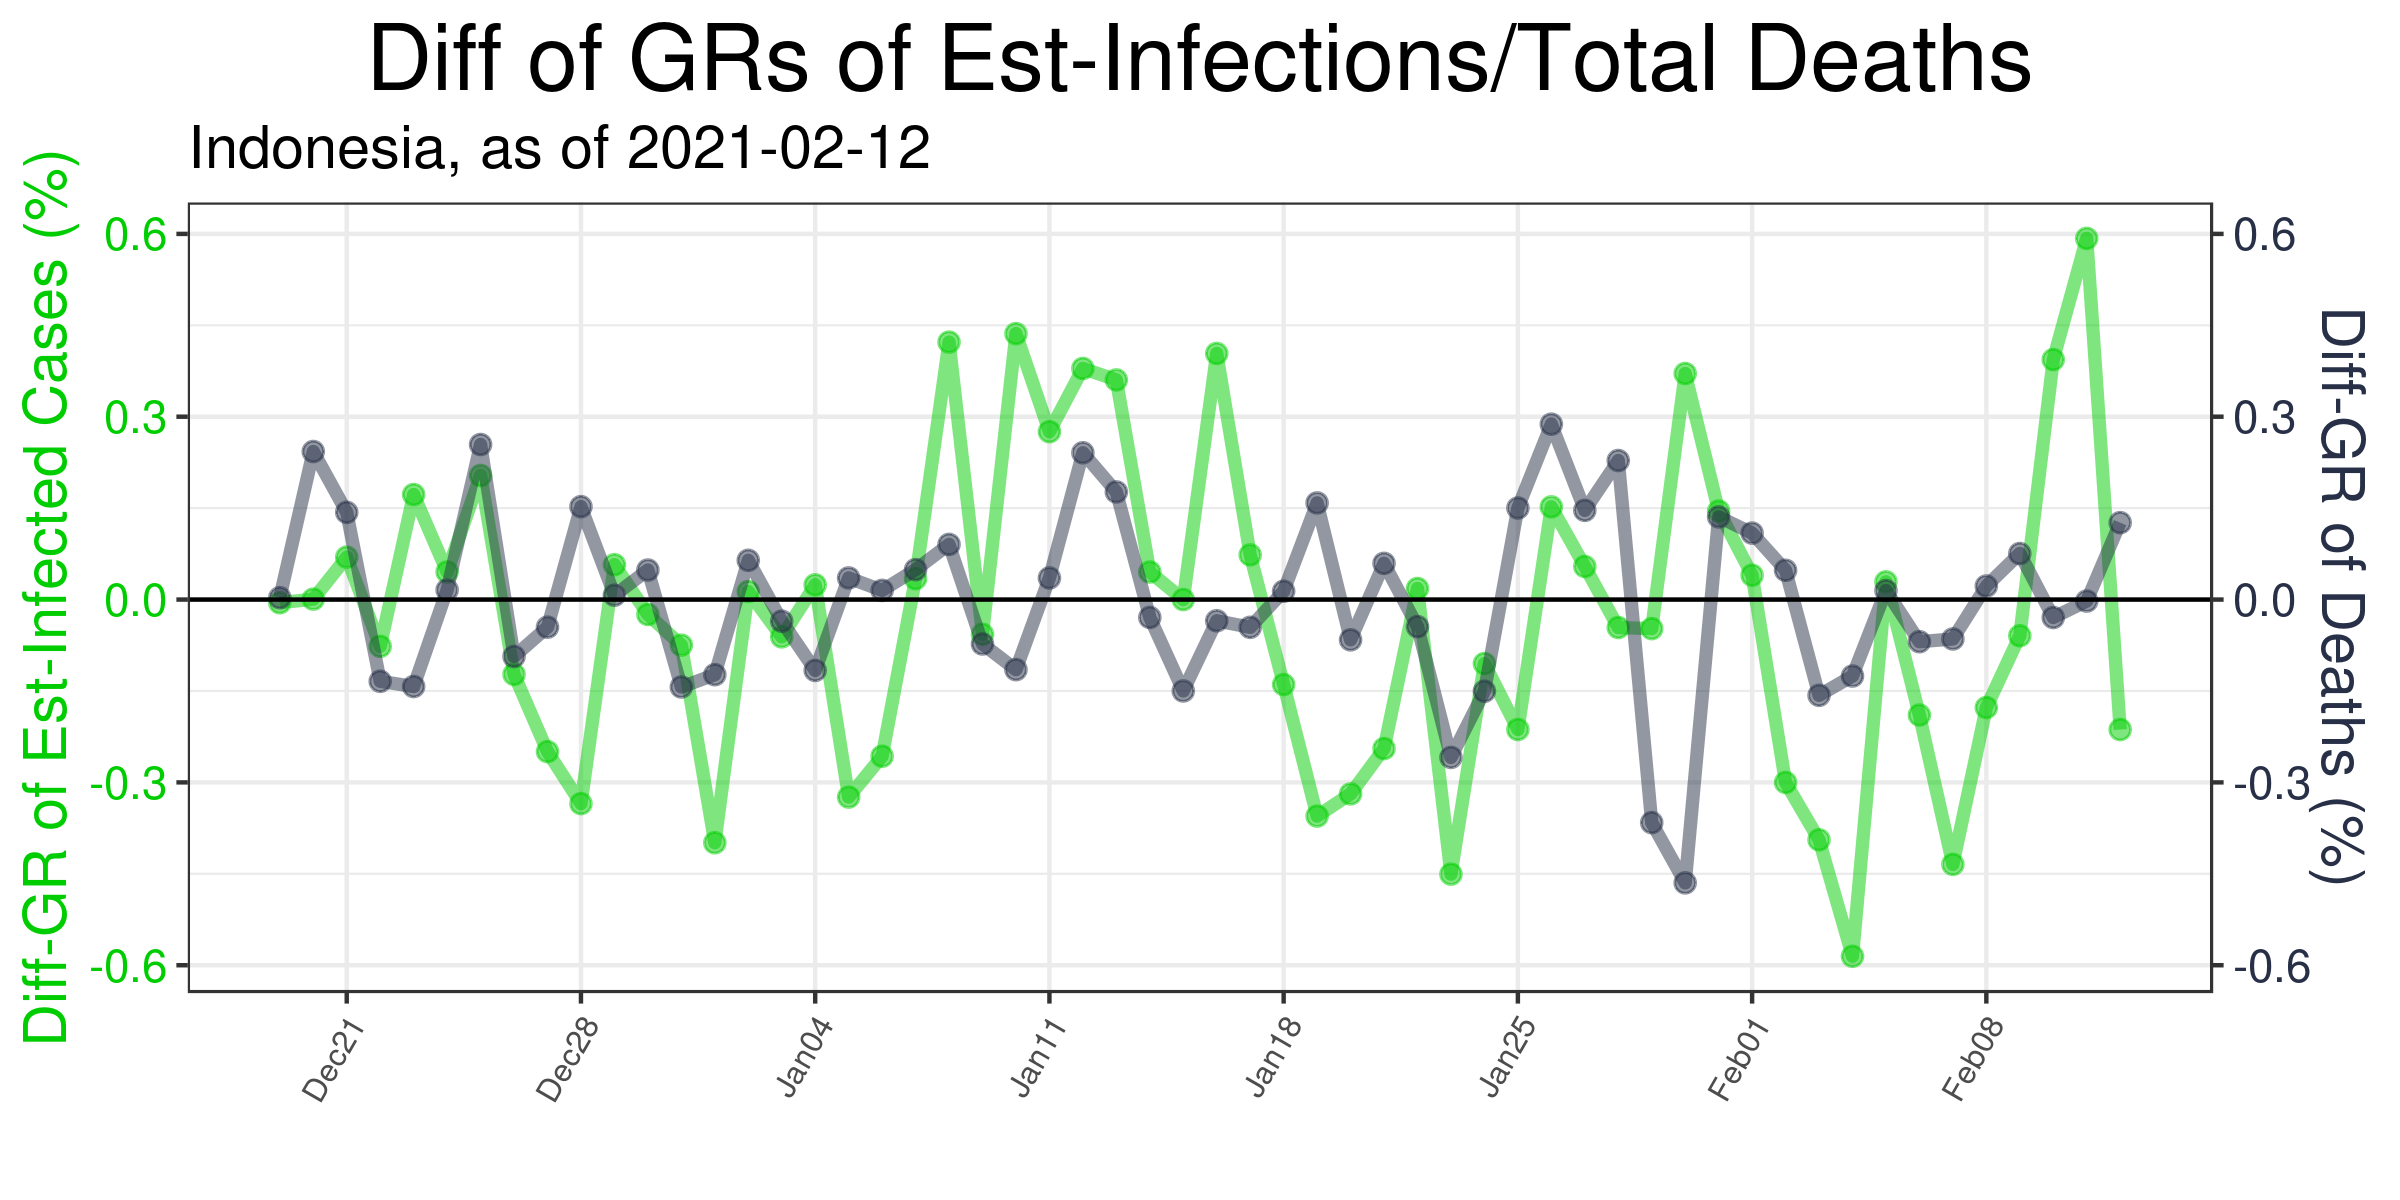 Diff of GRs of Est-Infections/Total Deaths
Indonesia, as of 2021-02-12
Diff-GR of Est-Infected Cases (%)
0.6
0.3
0.0
-0.3
-0.6
0.6
0.3
0.0
-0.3
-0.6
Diff-GR of Deaths (%)
Dec21
Dec28
Jan04
Jan11
Jan18
Jan25
Feb01
Feb08